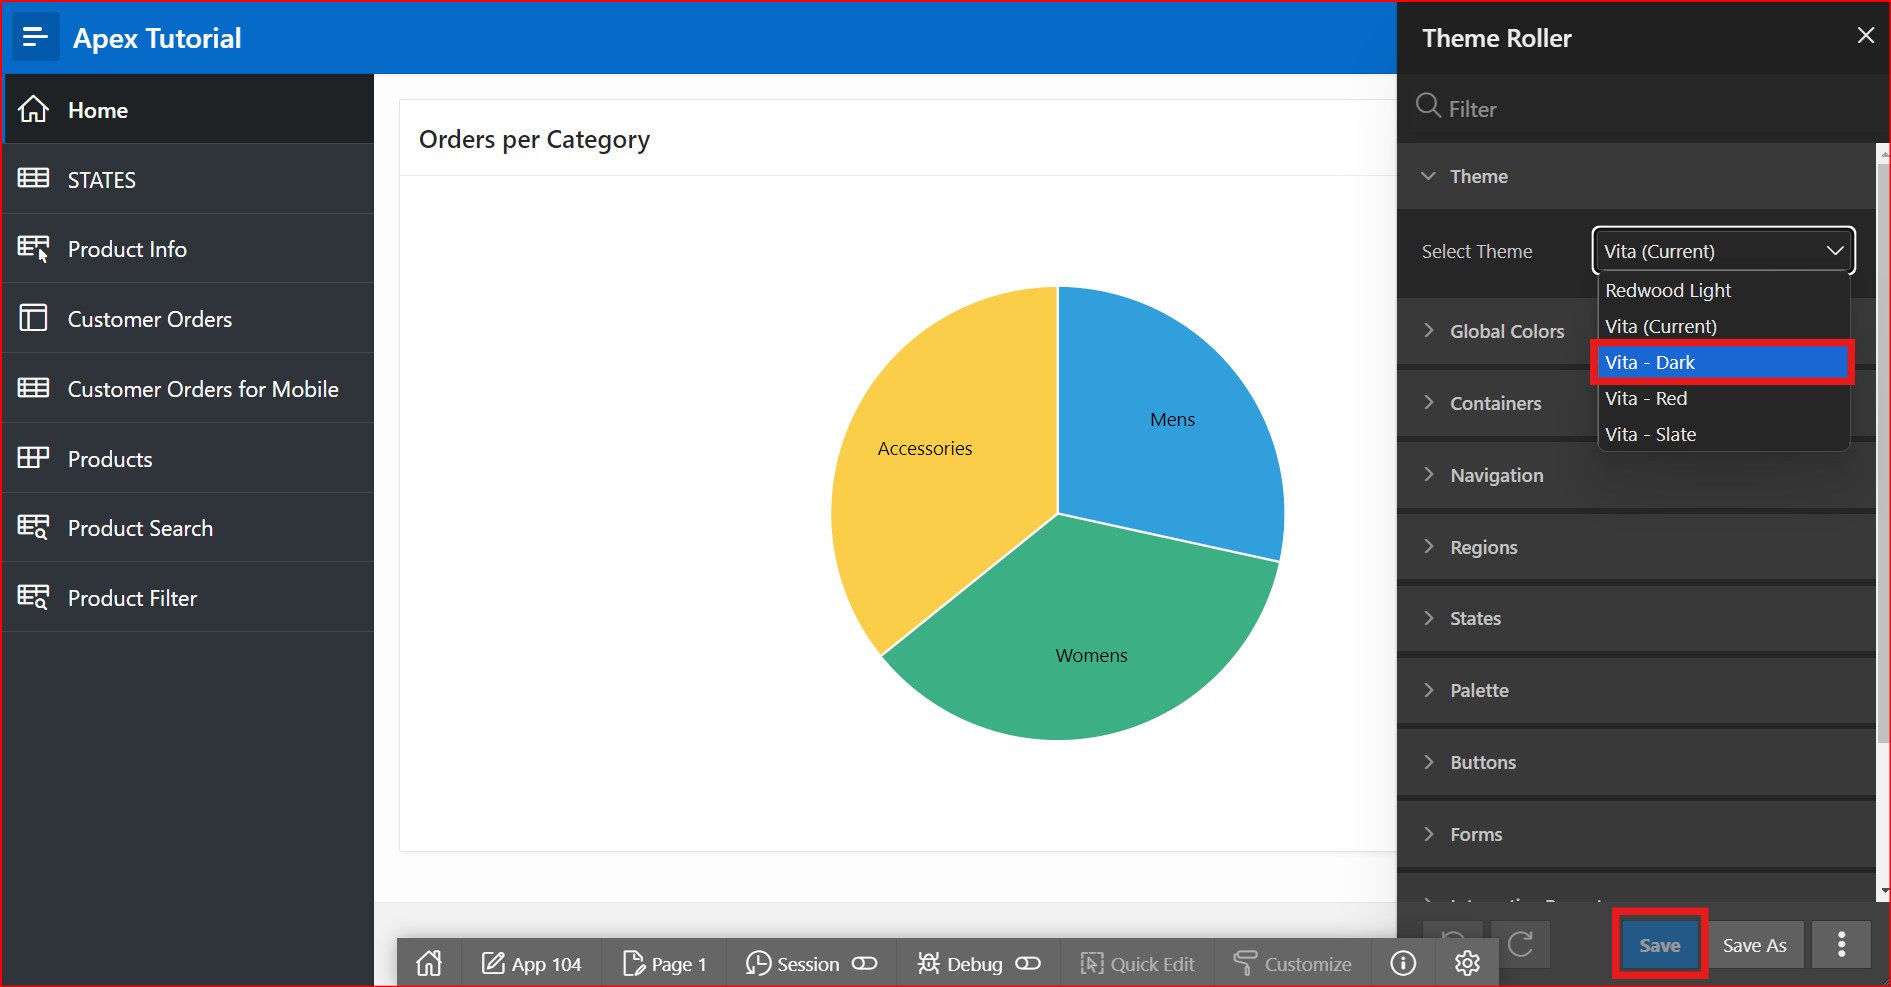 Apex Tutorial
Home
STATES
Product Info
Customer Orders
Customer Orders for Mobile
Products
Product Search
Product Filter
Orders per Category
Mens
Accessories
Womens
Theme Roller
Filter
Theme
Select Theme
Vita (Current)
Redwood Light
Vita (Current)
Vita - Dark
Vita - Red
Vita - Slate
Global Colors
Containers
Navigation
Regions
States
Palette
Buttons
Forms
Save
Save As
App 104
Page 1
Session
Debug
Quick Edit
Customize